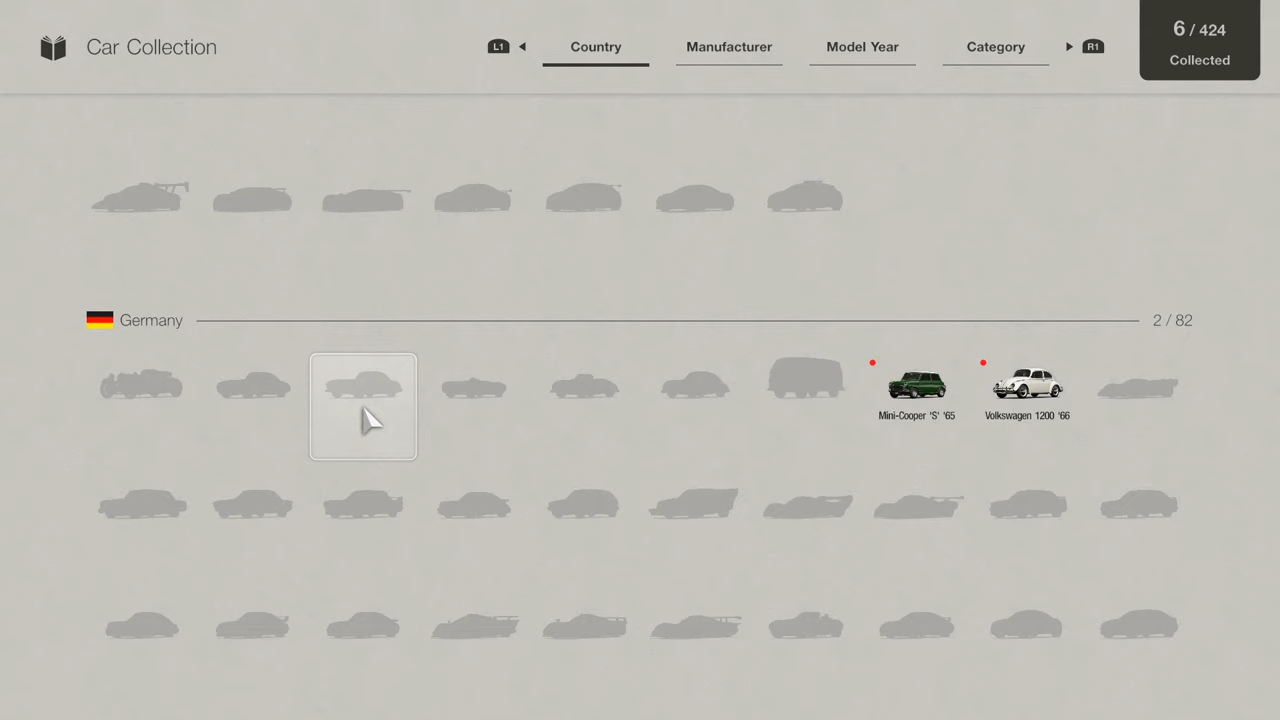 Car Collection
L1
Country
Manufacturer
Model Year
Category
R1
6 / 424
Collected
Germany
2 / 82
Mini-Cooper 'S' '65
Volkswagen 1200 '66